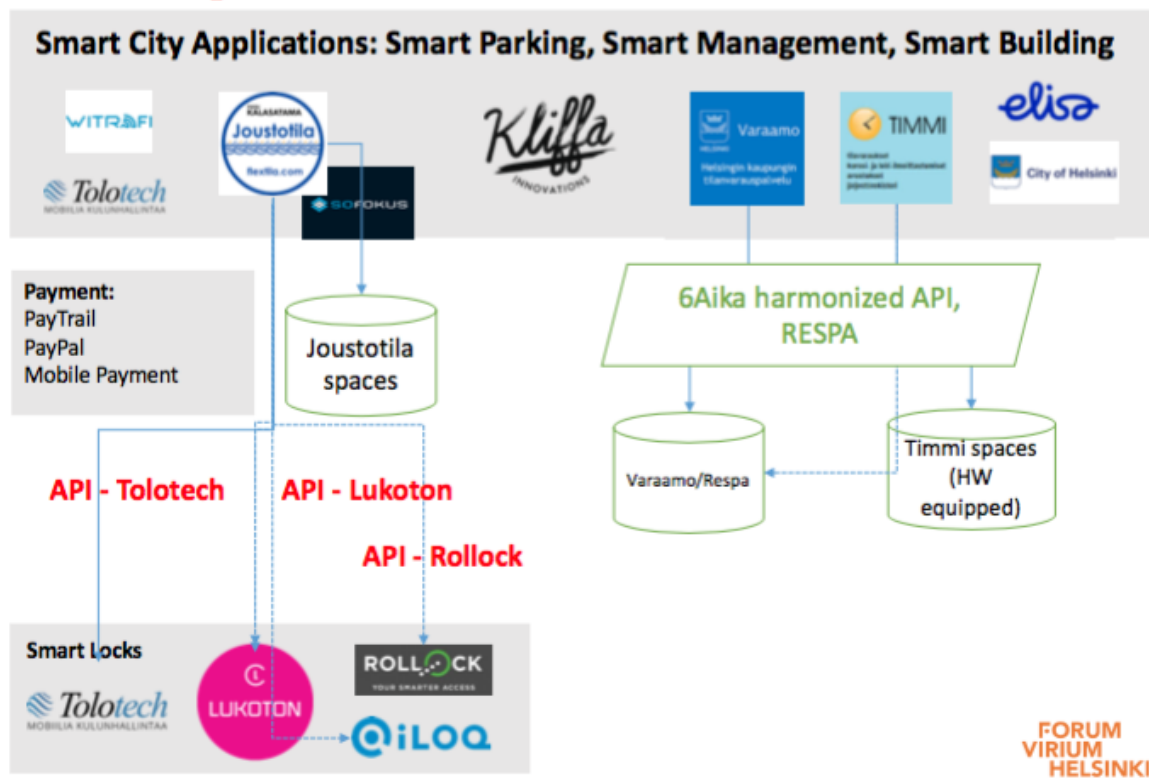 Smart City Applications: Smart Parking, Smart Management, Smart Building
WITRAFI
KALASATAMA
Joustotila
flextila.com
Kliffa
INNOVATIONS
Varaamo
HELSINKI
Helsingin kaupungin
tilanvarauspalvelu
TIMMI
elisa
Tolotech
MOBIILIA KULUNHALLINTAA
SOFOKUS
City of Helsinki
Payment:
PayTrail
PayPal
Mobile Payment
Joustotila
spaces
6Aika harmonized API,
RESPA
Varaamo/Respa
Timmi spaces
(HW
equipped)
API - Tolotech
API - Lukoton
API - Rollock
Smart Locks
Tolotech
MOBIILIA KULUNHALLINTAA
LUKOTON
ROLLOCK
YOUR SMARTER ACCESS
iLOQ
FORUM
VIRIUM
HELSINKI